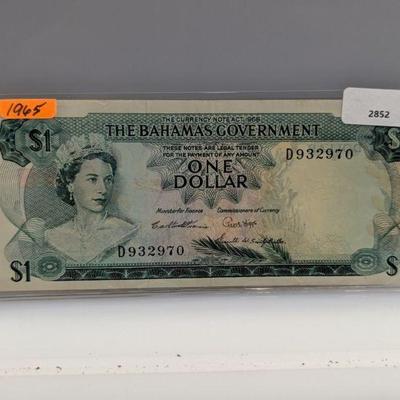 1965
2852
THE CURRENCY NOTE ACT 1965
$1 THE BAHAMAS GOVERNMENT
THESE NOTES ARE LEGAL TENDER
FOR THE PAYMENT OF ANY AMOUNT
D932970
ONE
DOLLAR
Minister for Finance Commissioners of Currency
D932970
$1